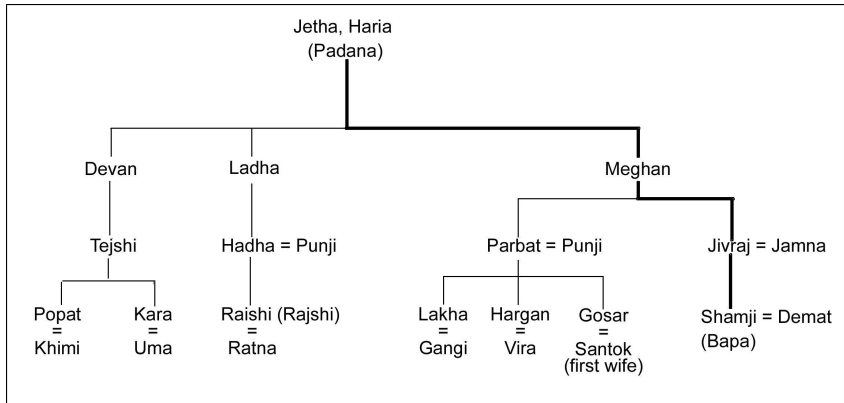 Jetha, Haria
(Padana)
Devan Ladha Meghan
Tejshi Hadha = Punji Parbat = Punji Jivraj = Jamna
Popat Kara Raishi (Rajshi) Lakha Hargan Gosar Shamji = Demat
= = = = = = (Bapa)
Khimi Uma Ratna Gangi Vira Santok
(first wife)